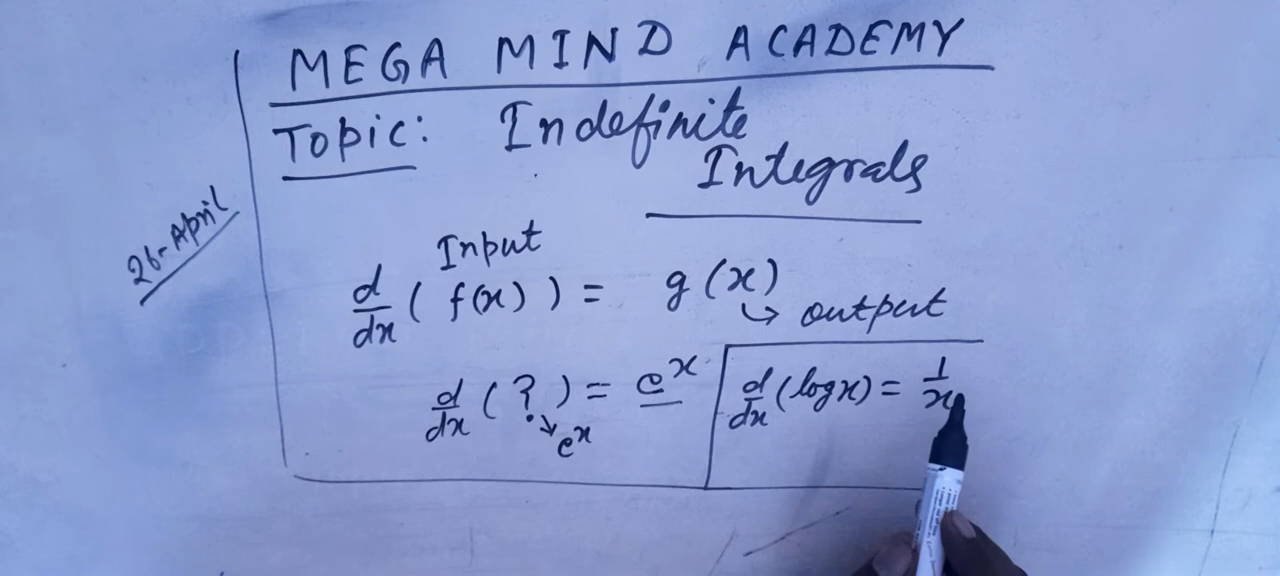 MEGA MIND ACADEMY
Topic: Indefinite
Integrals
26-April
Input
d/dx ( f(x) ) = g(x)
↳ output
d/dx ( ? ) = e^x
↘ e^x
d/dx (log x) = 1/x